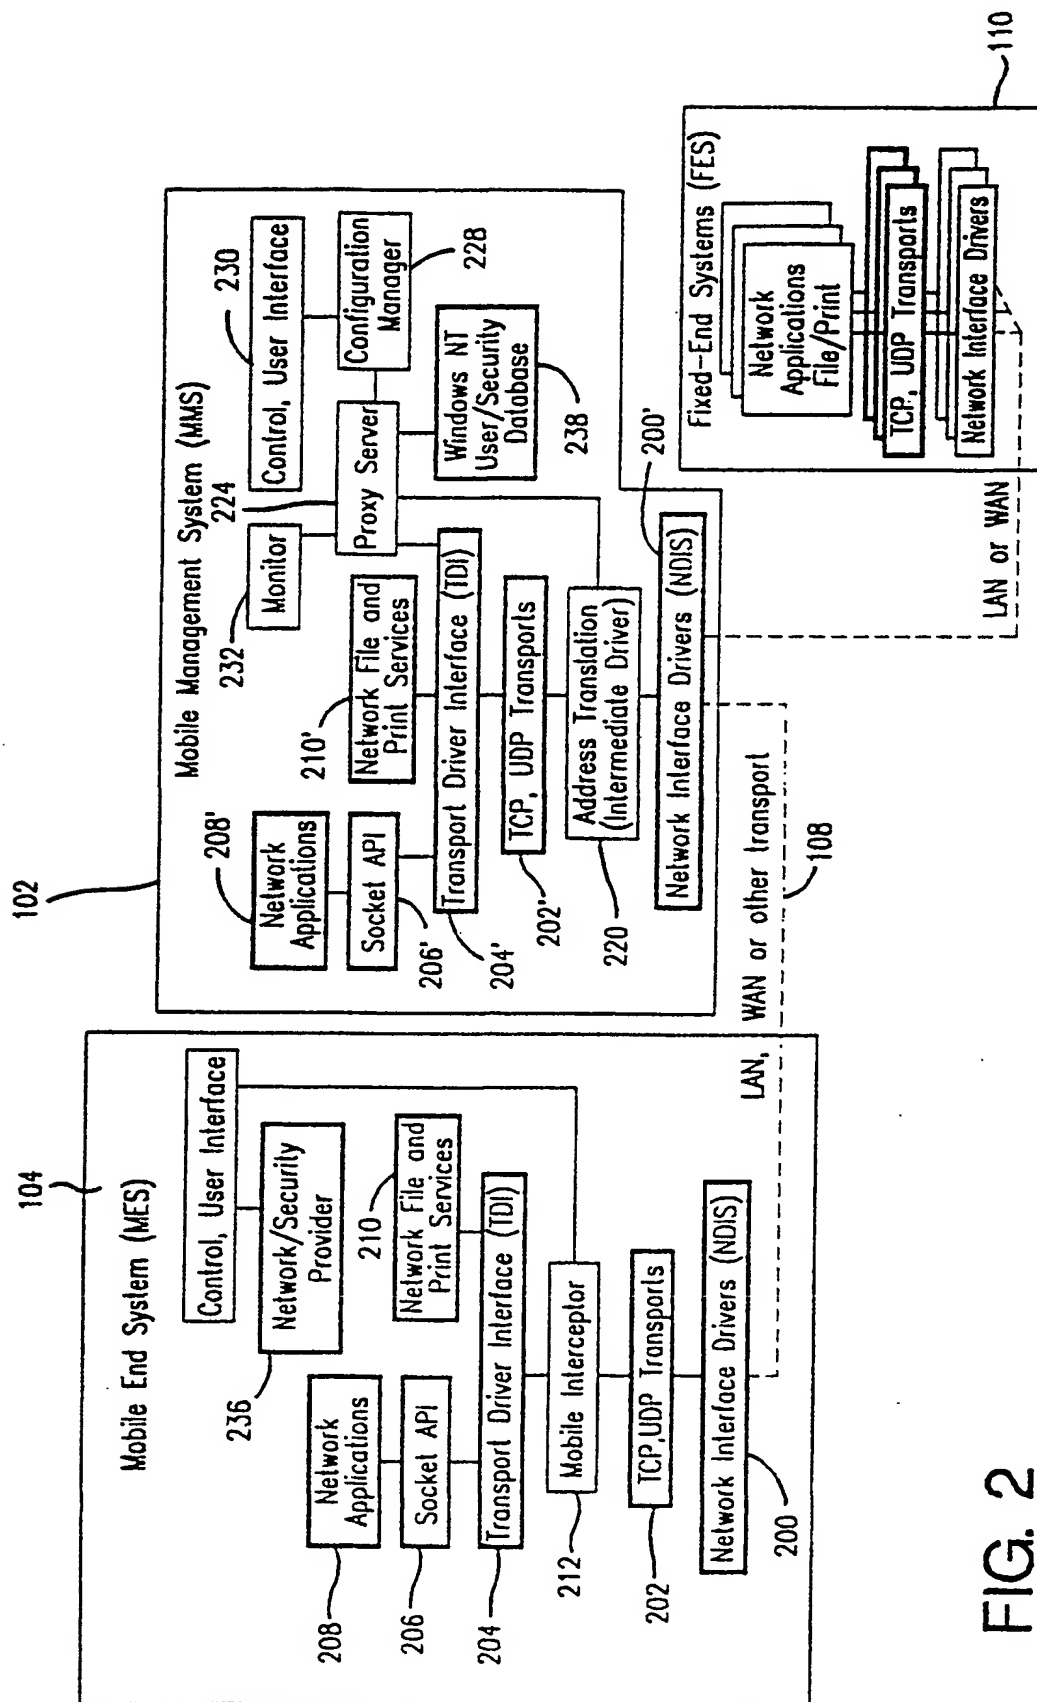 104
Mobile End System (MES)
Control, User Interface
Network/Security
Provider
236
210
Network File and
Print Services
Network
Applications
208
Socket API
206
Transport Driver Interface (TDI)
204
Mobile Interceptor
212
TCP,UDP Transports
202
Network Interface Drivers (NDIS)
200
102
Mobile Management System (MMS)
232
Monitor
224
Proxy Server
230
Control, User Interface
Configuration
Manager
228
Windows NT
User/Security
Database
238
208'
Network
Applications
Socket API
206'
210'
Network File and
Print Services
Transport Driver Interface (TDI)
204'
TCP, UDP Transports
202'
Address Translation
(Intermediate Driver)
220
Network Interface Drivers (NDIS)
200'
LAN, WAN or other transport
108
LAN or WAN
Fixed-End Systems (FES)
Network
Applications
File/Print
TCP, UDP Transports
Network Interface Drivers
110
FIG. 2